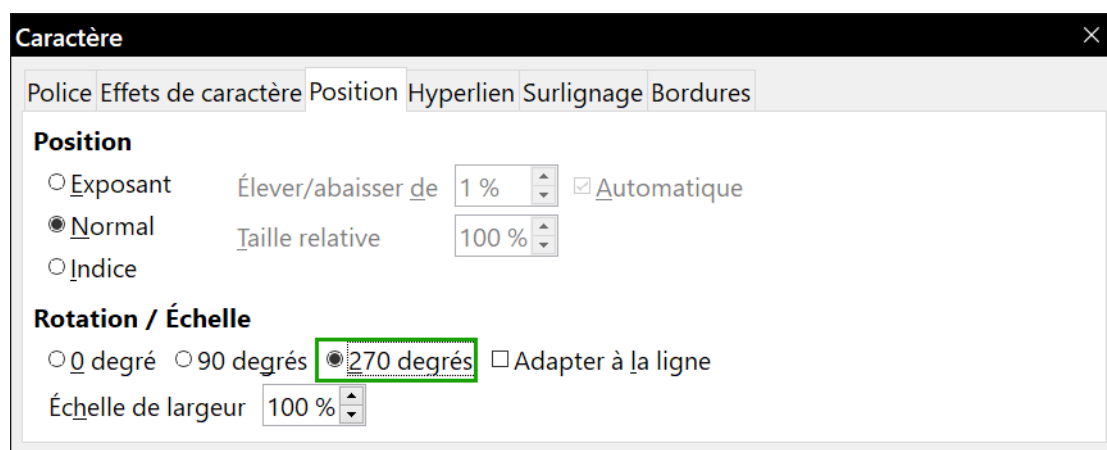 Caractère
Police Effets de caractère Position Hyperlien Surlignage Bordures
Position
Exposant Élever/abaisser de 1 % Automatique
Normal Taille relative 100 %
Indice
Rotation / Échelle
0 degré 90 degrés 270 degrés Adapter à la ligne
Échelle de largeur 100 %